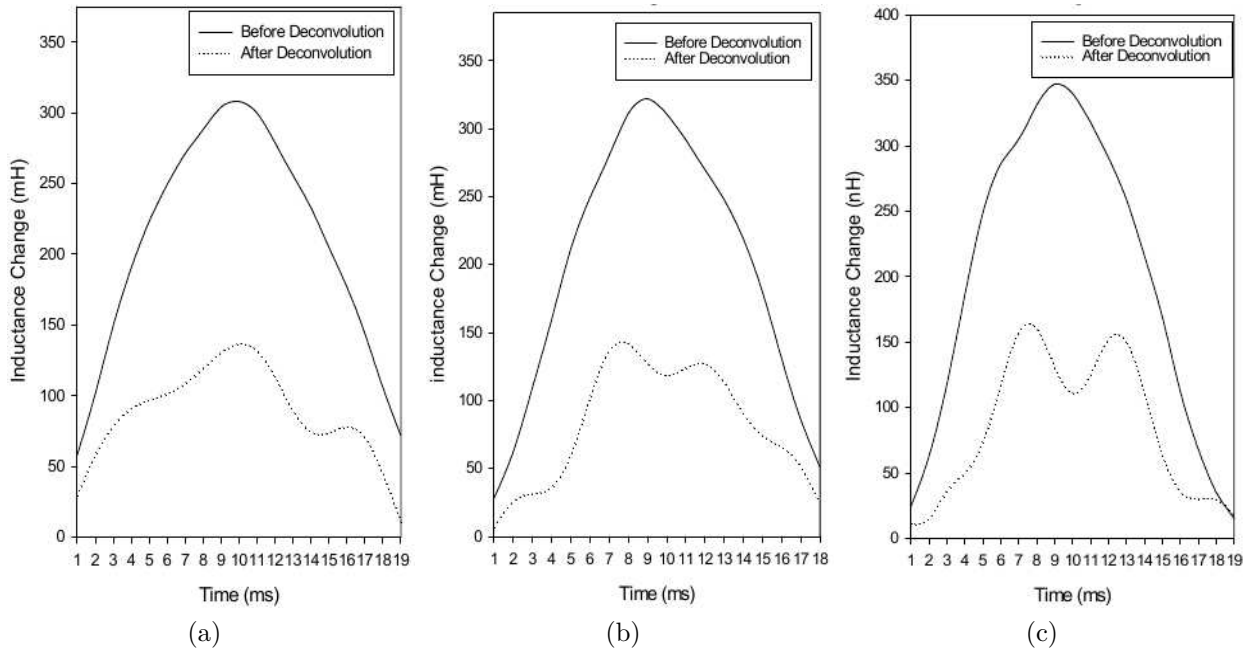 Before Deconvolution
After Deconvolution
350
300
250
200
150
100
50
0
Inductance Change (mH)
1 2 3 4 5 6 7 8 9 10 11 12 13 14 15 16 17 18 19
Time (ms)
(a)
Before Deconvolution
After Deconvolution
350
300
250
200
150
100
50
0
inductance Change (mH)
1 2 3 4 5 6 7 8 9 10 11 12 13 14 15 16 17 18
Time (ms)
(b)
Before Deconvolution
After Deconvolution
400
350
300
250
200
150
100
50
0
Inductance Change (nH)
1 2 3 4 5 6 7 8 9 10 11 12 13 14 15 16 17 18 19
Time (ms)
(c)